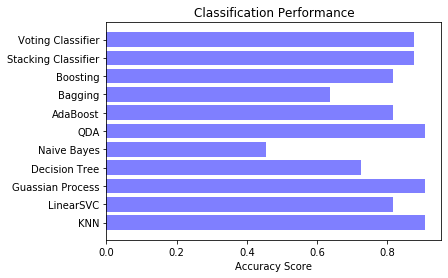 Classification Performance
Voting Classifier
Stacking Classifier
Boosting
Bagging
AdaBoost
QDA
Naive Bayes
Decision Tree
Guassian Process
LinearSVC
KNN
0.0 0.2 0.4 0.6 0.8
Accuracy Score